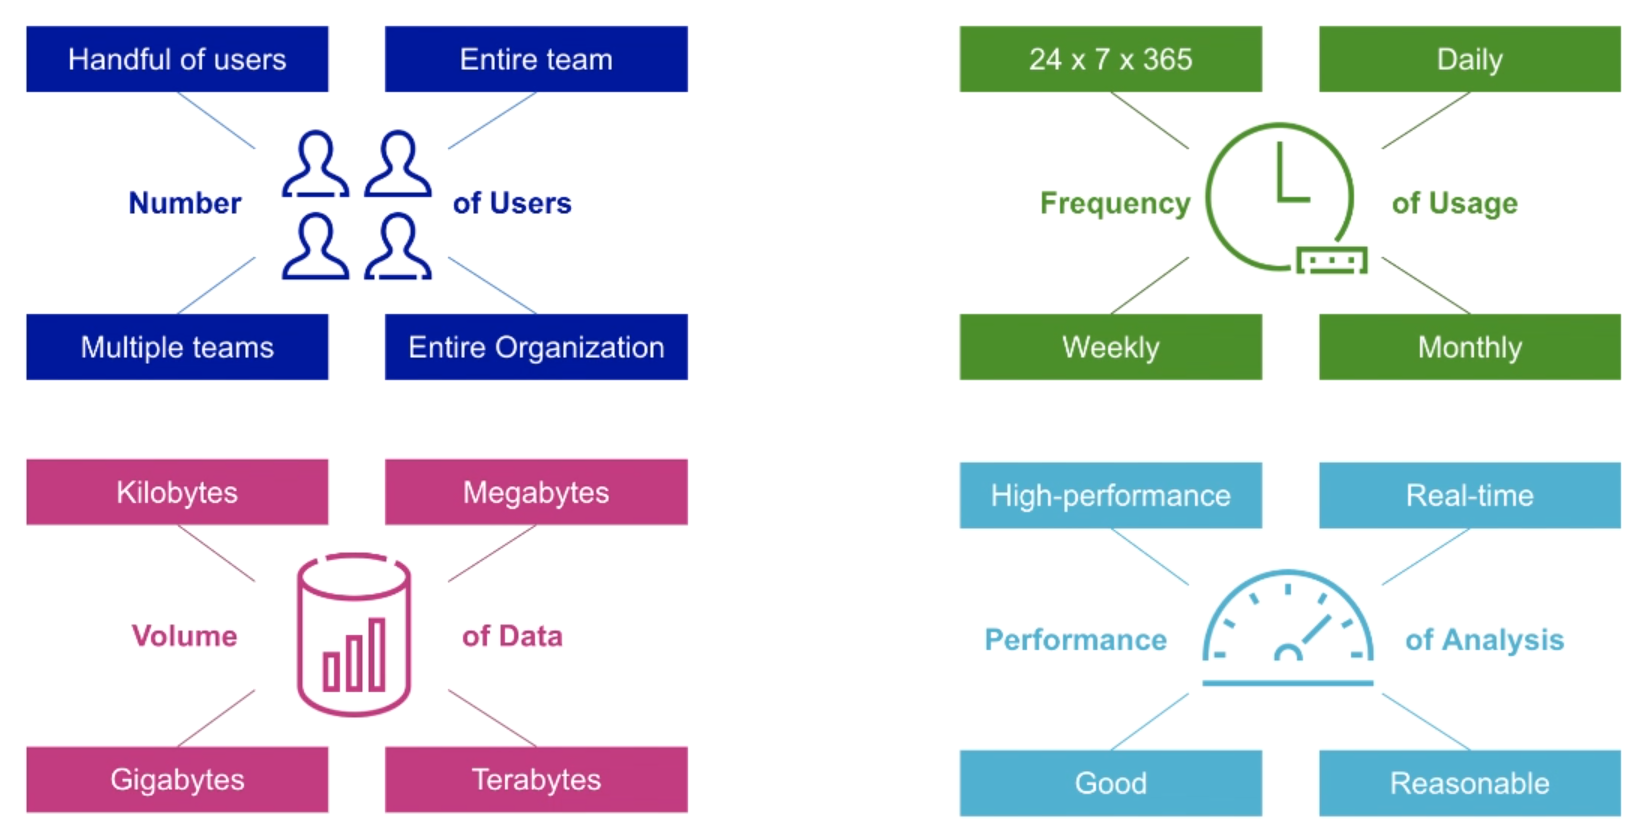 Handful of users
Entire team
Number of Users
Multiple teams
Entire Organization
24 x 7 x 365
Daily
Frequency of Usage
Weekly
Monthly
Kilobytes
Megabytes
Volume of Data
Gigabytes
Terabytes
High-performance
Real-time
Performance of Analysis
Good
Reasonable